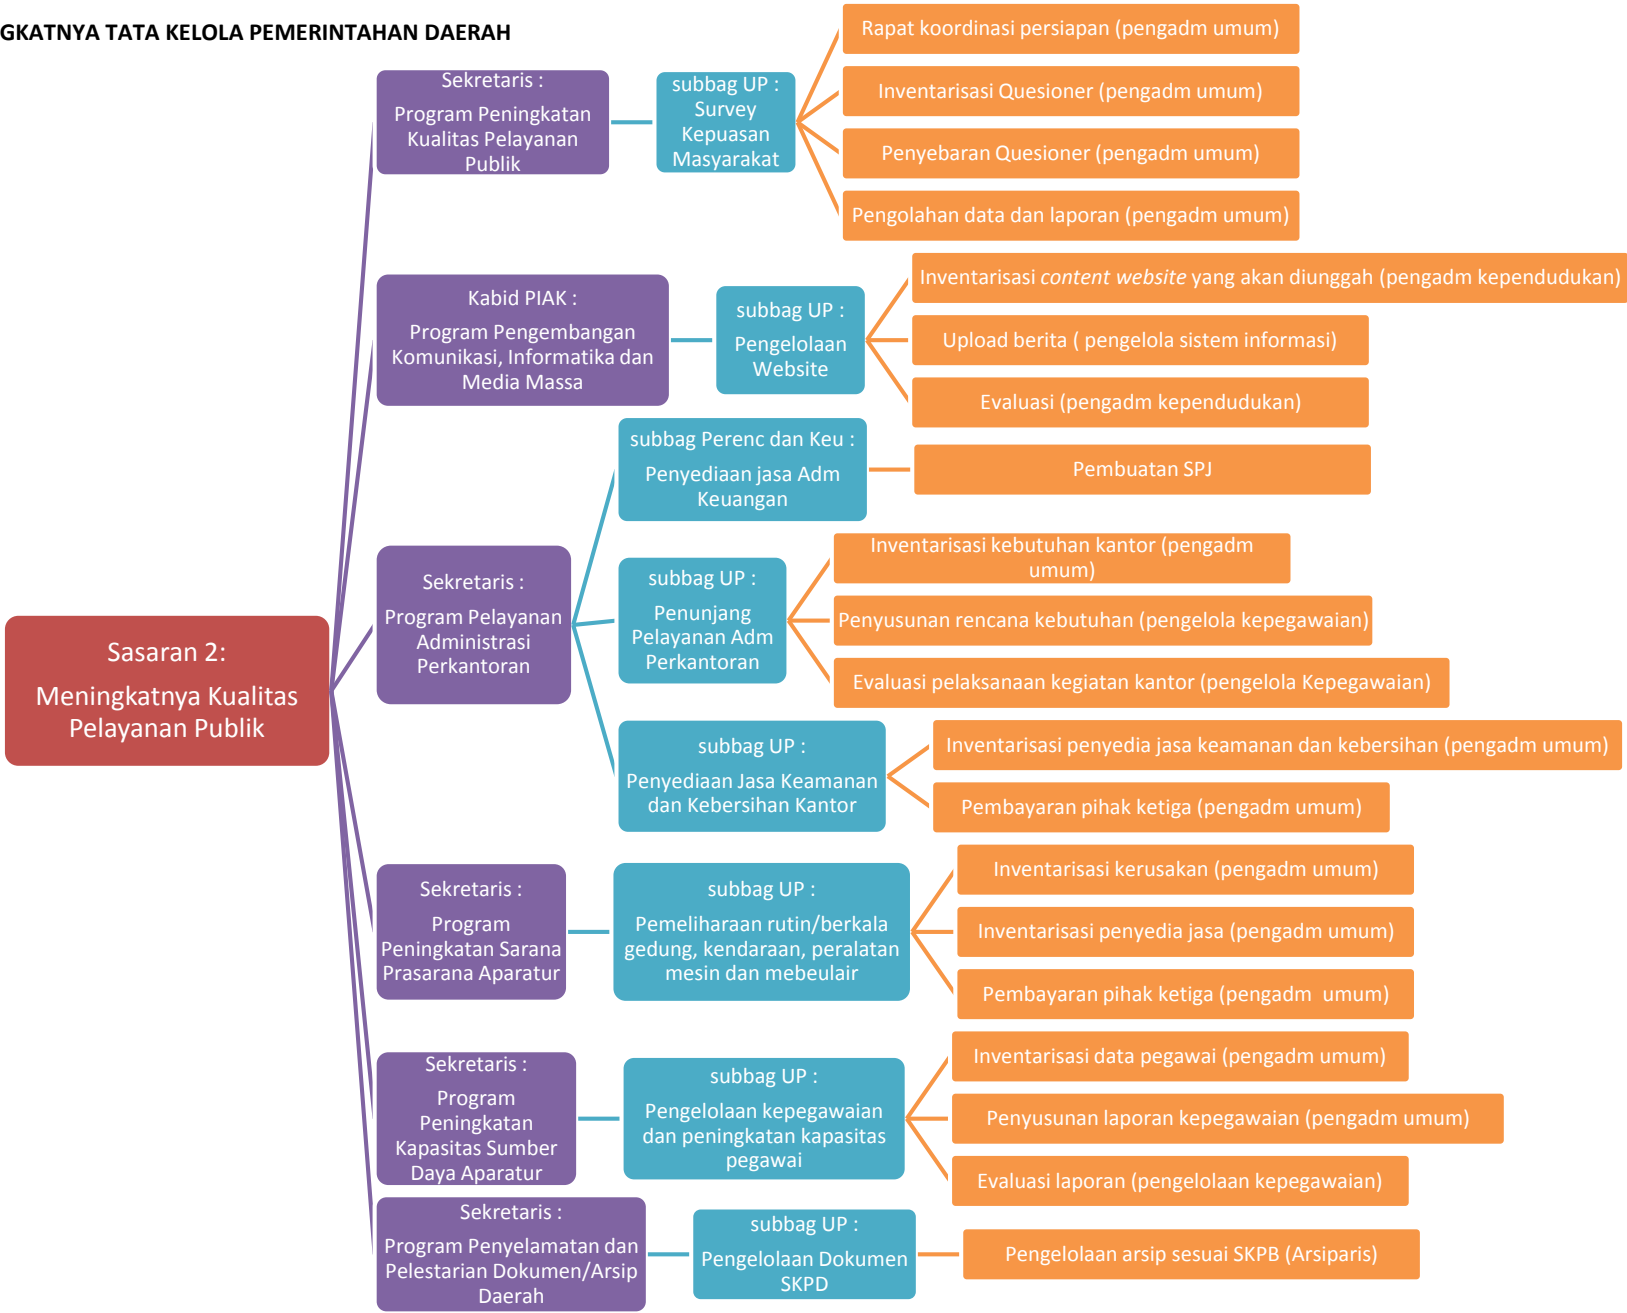 GKATNYA TATA KELOLA PEMERINTAHAN DAERAH
Sasaran 2:
Meningkatnya Kualitas
Pelayanan Publik
Sekretaris :
Program Peningkatan
Kualitas Pelayanan
Publik
subbag UP :
Survey
Kepuasan
Masyarakat
Rapat koordinasi persiapan (pengadm umum)
Inventarisasi Quesioner (pengadm umum)
Penyebaran Quesioner (pengadm umum)
Pengolahan data dan laporan (pengadm umum)
Kabid PIAK :
Program Pengembangan
Komunikasi, Informatika dan
Media Massa
subbag UP :
Pengelolaan
Website
Inventarisasi content website yang akan diunggah (pengadm kependudukan)
Upload berita ( pengelola sistem informasi)
Evaluasi (pengadm kependudukan)
Sekretaris :
Program Pelayanan
Administrasi
Perkantoran
subbag Perenc dan Keu :
Penyediaan jasa Adm
Keuangan
Pembuatan SPJ
subbag UP :
Penunjang
Pelayanan Adm
Perkantoran
Inventarisasi kebutuhan kantor (pengadm
umum)
Penyusunan rencana kebutuhan (pengelola kepegawaian)
Evaluasi pelaksanaan kegiatan kantor (pengelola Kepegawaian)
subbag UP :
Penyediaan Jasa Keamanan
dan Kebersihan Kantor
Inventarisasi penyedia jasa keamanan dan kebersihan (pengadm umum)
Pembayaran pihak ketiga (pengadm umum)
Sekretaris :
Program
Peningkatan Sarana
Prasarana Aparatur
subbag UP :
Pemeliharaan rutin/berkala
gedung, kendaraan, peralatan
mesin dan mebeulair
Inventarisasi kerusakan (pengadm umum)
Inventarisasi penyedia jasa (pengadm umum)
Pembayaran pihak ketiga (pengadm  umum)
Sekretaris :
Program
Peningkatan
Kapasitas Sumber
Daya Aparatur
subbag UP :
Pengelolaan kepegawaian
dan peningkatan kapasitas
pegawai
Inventarisasi data pegawai (pengadm umum)
Penyusunan laporan kepegawaian (pengadm umum)
Evaluasi laporan (pengelolaan kepegawaian)
Sekretaris :
Program Penyelamatan dan
Pelestarian Dokumen/Arsip
Daerah
subbag UP :
Pengelolaan Dokumen
SKPD
Pengelolaan arsip sesuai SKPB (Arsiparis)